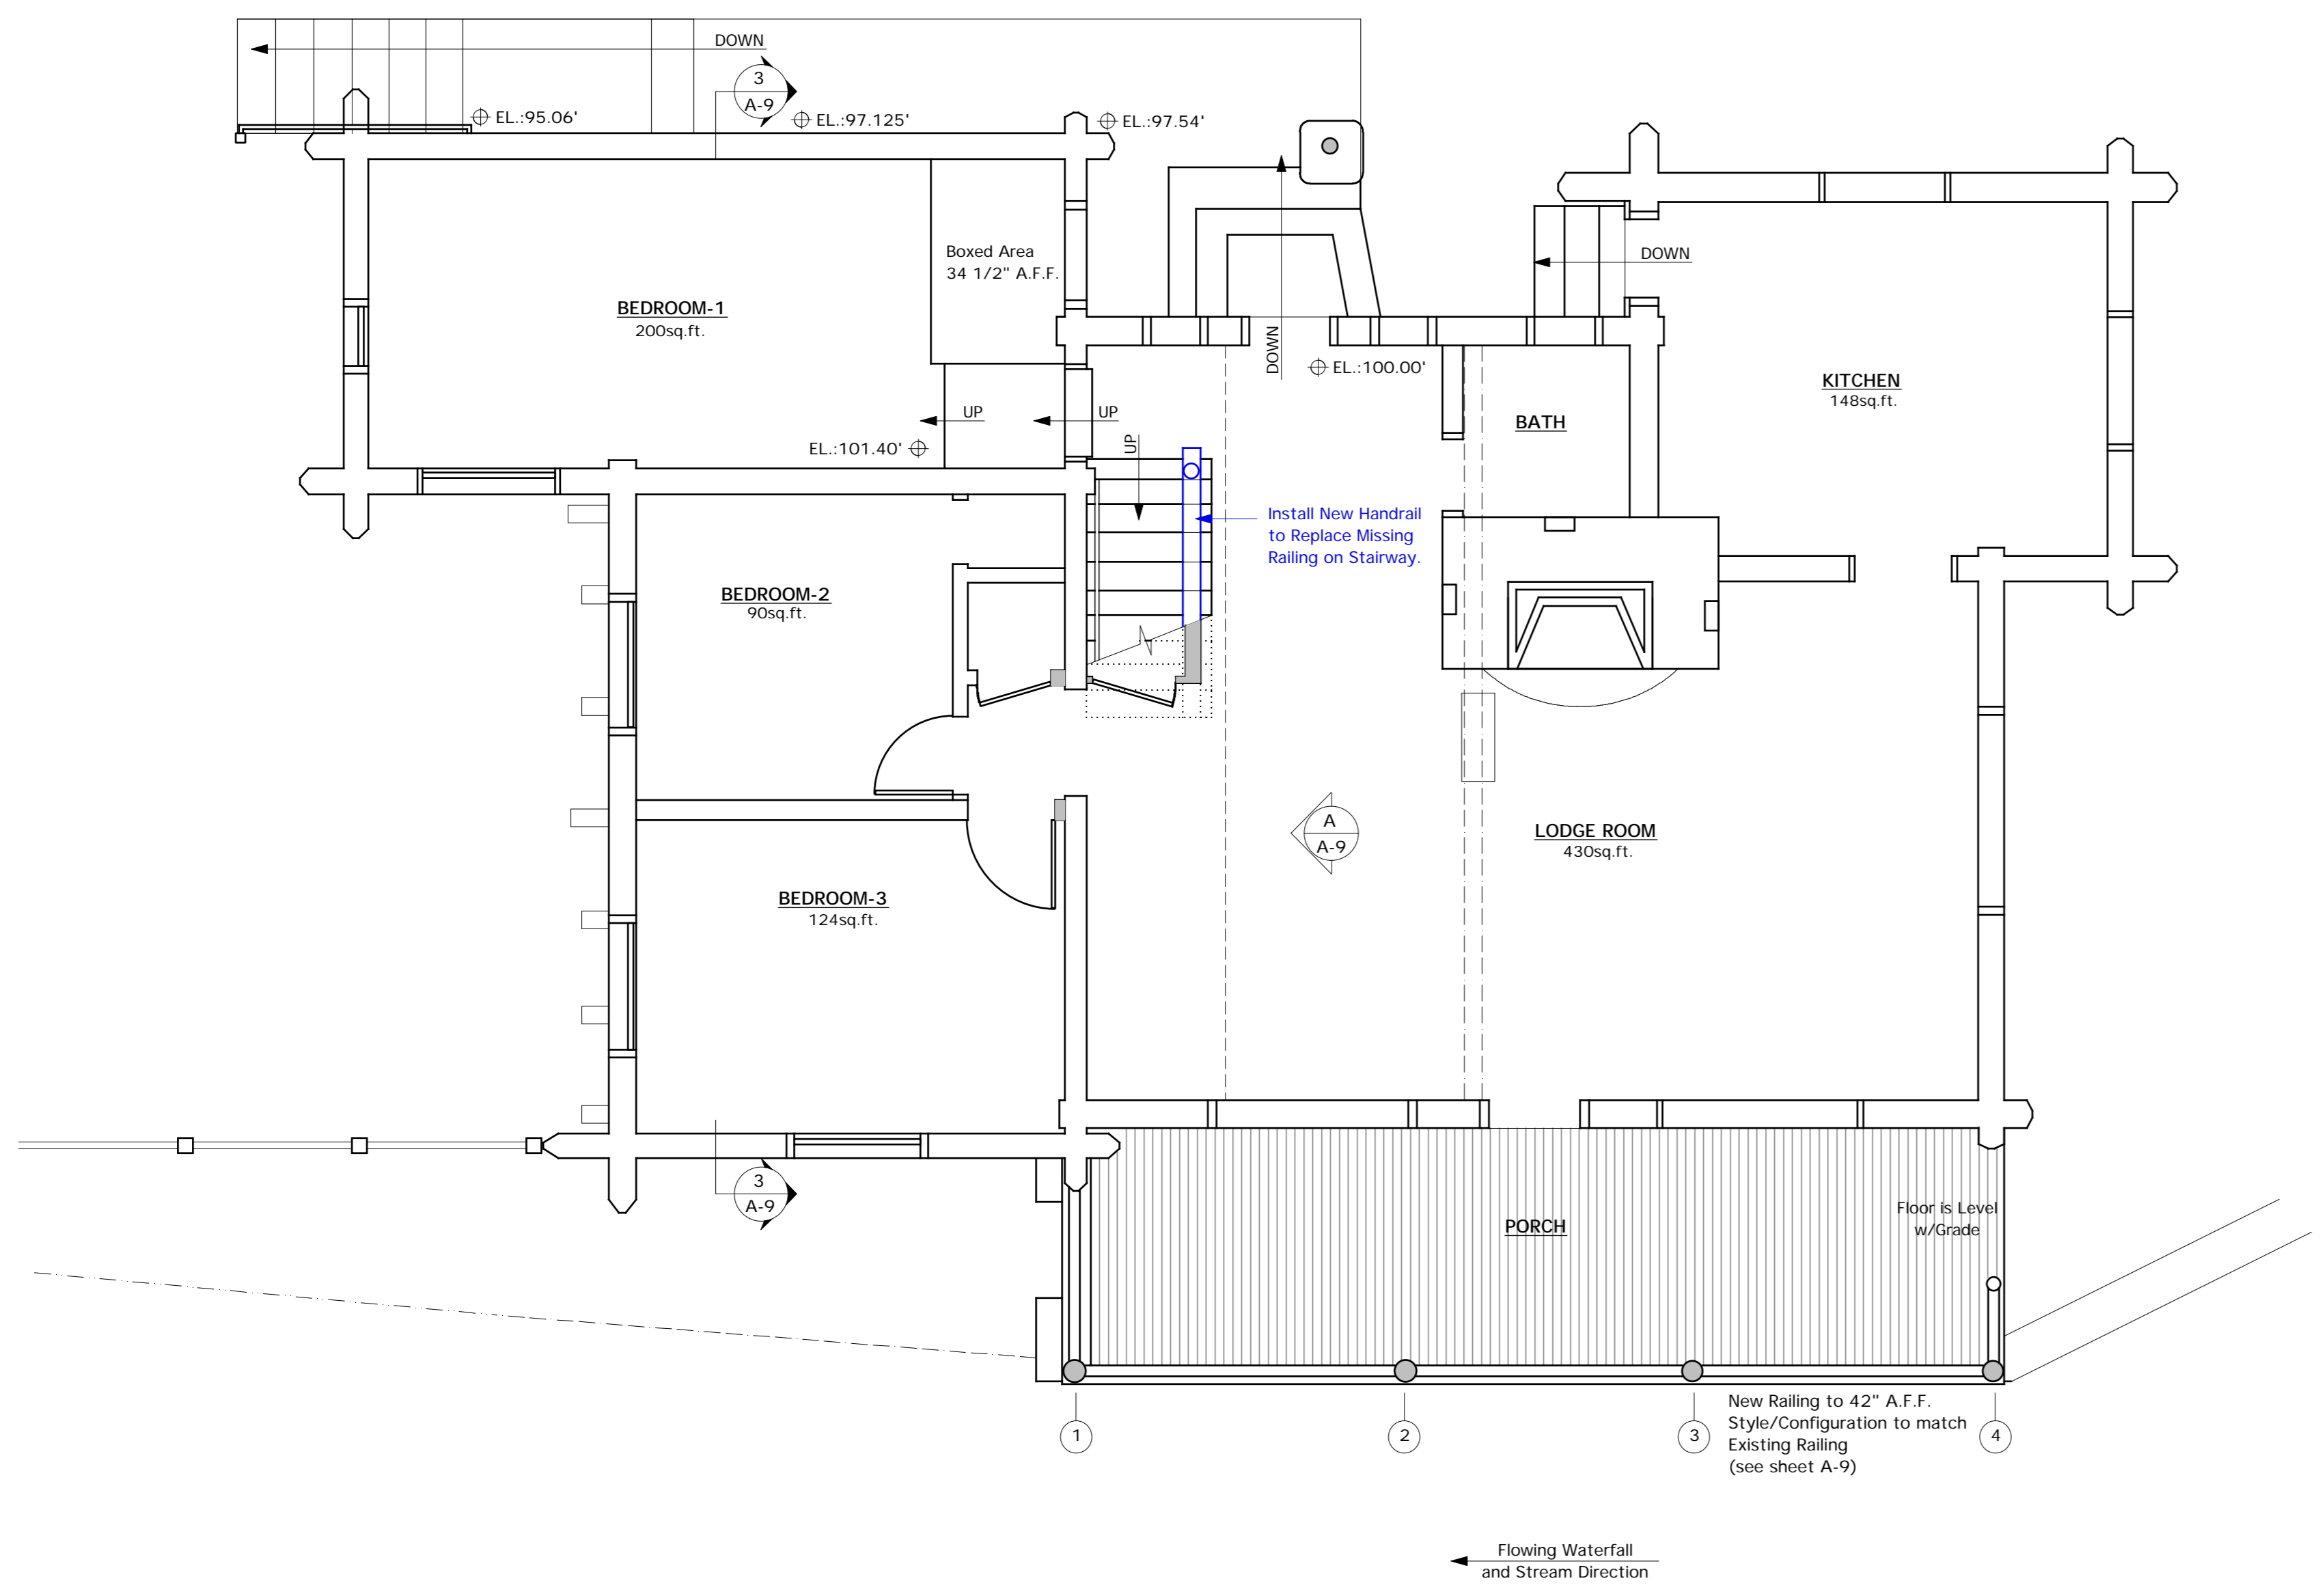 DOWN
3
A-9
EL.:95.06'
EL.:97.125'
EL.:97.54'
Boxed Area
34 1/2" A.F.F.
DOWN
BEDROOM-1
200sq.ft.
DOWN
EL.:100.00'
KITCHEN
148sq.ft.
UP
UP
BATH
EL.:101.40'
UP
Install New Handrail
to Replace Missing
Railing on Stairway.
BEDROOM-2
90sq.ft.
A
A-9
LODGE ROOM
430sq.ft.
BEDROOM-3
124sq.ft.
3
A-9
PORCH
Floor is Level
w/Grade
1
2
3
4
New Railing to 42" A.F.F.
Style/Configuration to match
Existing Railing
(see sheet A-9)
Flowing Waterfall
and Stream Direction